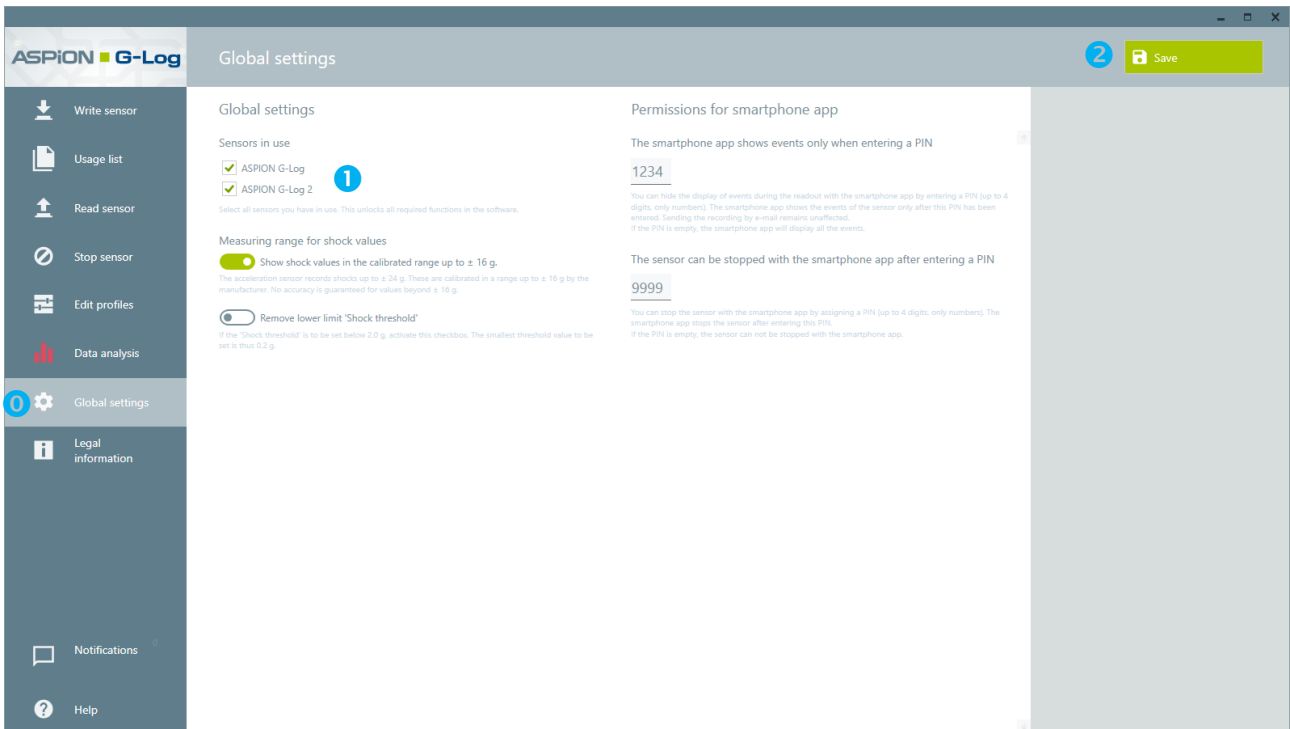 ASPiON G-Log
Global settings
2
Save
Write sensor
Usage list
Read sensor
Stop sensor
Edit profiles
Data analysis
0
Global settings
Legal
information
Notifications
0
Help
Global settings
Sensors in use
ASPION G-Log
ASPION G-Log 2
1
Select all sensors you have in use. This unlocks all required functions in the software.
Measuring range for shock values
Show shock values in the calibrated range up to ± 16 g.
The acceleration sensor records shocks up to ± 24 g. These are calibrated in a range up to ± 16 g by the
manufacturer. No accuracy is guaranteed for values beyond ± 16 g.
Remove lower limit 'Shock threshold'
If the 'Shock threshold' is to be set below 2.0 g, activate this checkbox. The smallest threshold value to be
set is thus 0.2 g.
Permissions for smartphone app
The smartphone app shows events only when entering a PIN
1234
You can hide the display of events during the readout with the smartphone app by entering a PIN (up to 4
digits, only numbers). The smartphone app shows the events of the sensor only after this PIN has been
entered. Sending the recording by e-mail remains unaffected.
If the PIN is empty, the smartphone app will display all the events.
The sensor can be stopped with the smartphone app after entering a PIN
9999
You can stop the sensor with the smartphone app by assigning a PIN (up to 4 digits, only numbers). The
smartphone app stops the sensor after entering this PIN.
If the PIN is empty, the sensor can not be stopped with the smartphone app.